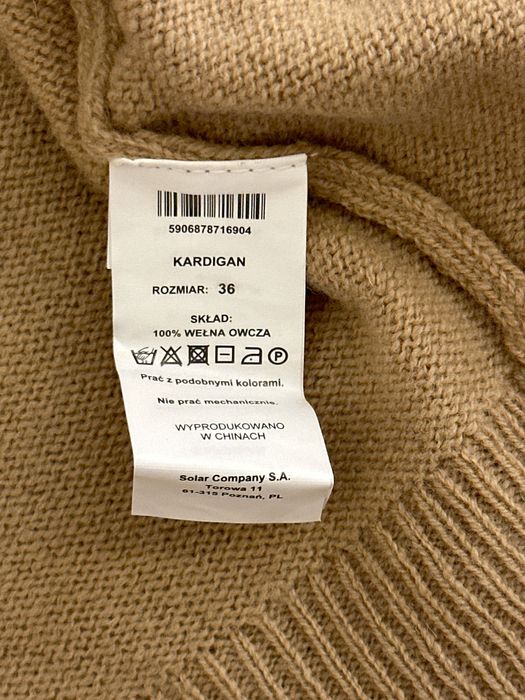 5906878716904
KARDIGAN
ROZMIAR: 36
SKŁAD:
100% WEŁNA OWCZA
Prać z podobnymi kolorami.
Nie prać mechanicznie.
WYPRODUKOWANO
W CHINACH
Solar Company S.A.
Torowa 11
61-315 Poznań, PL